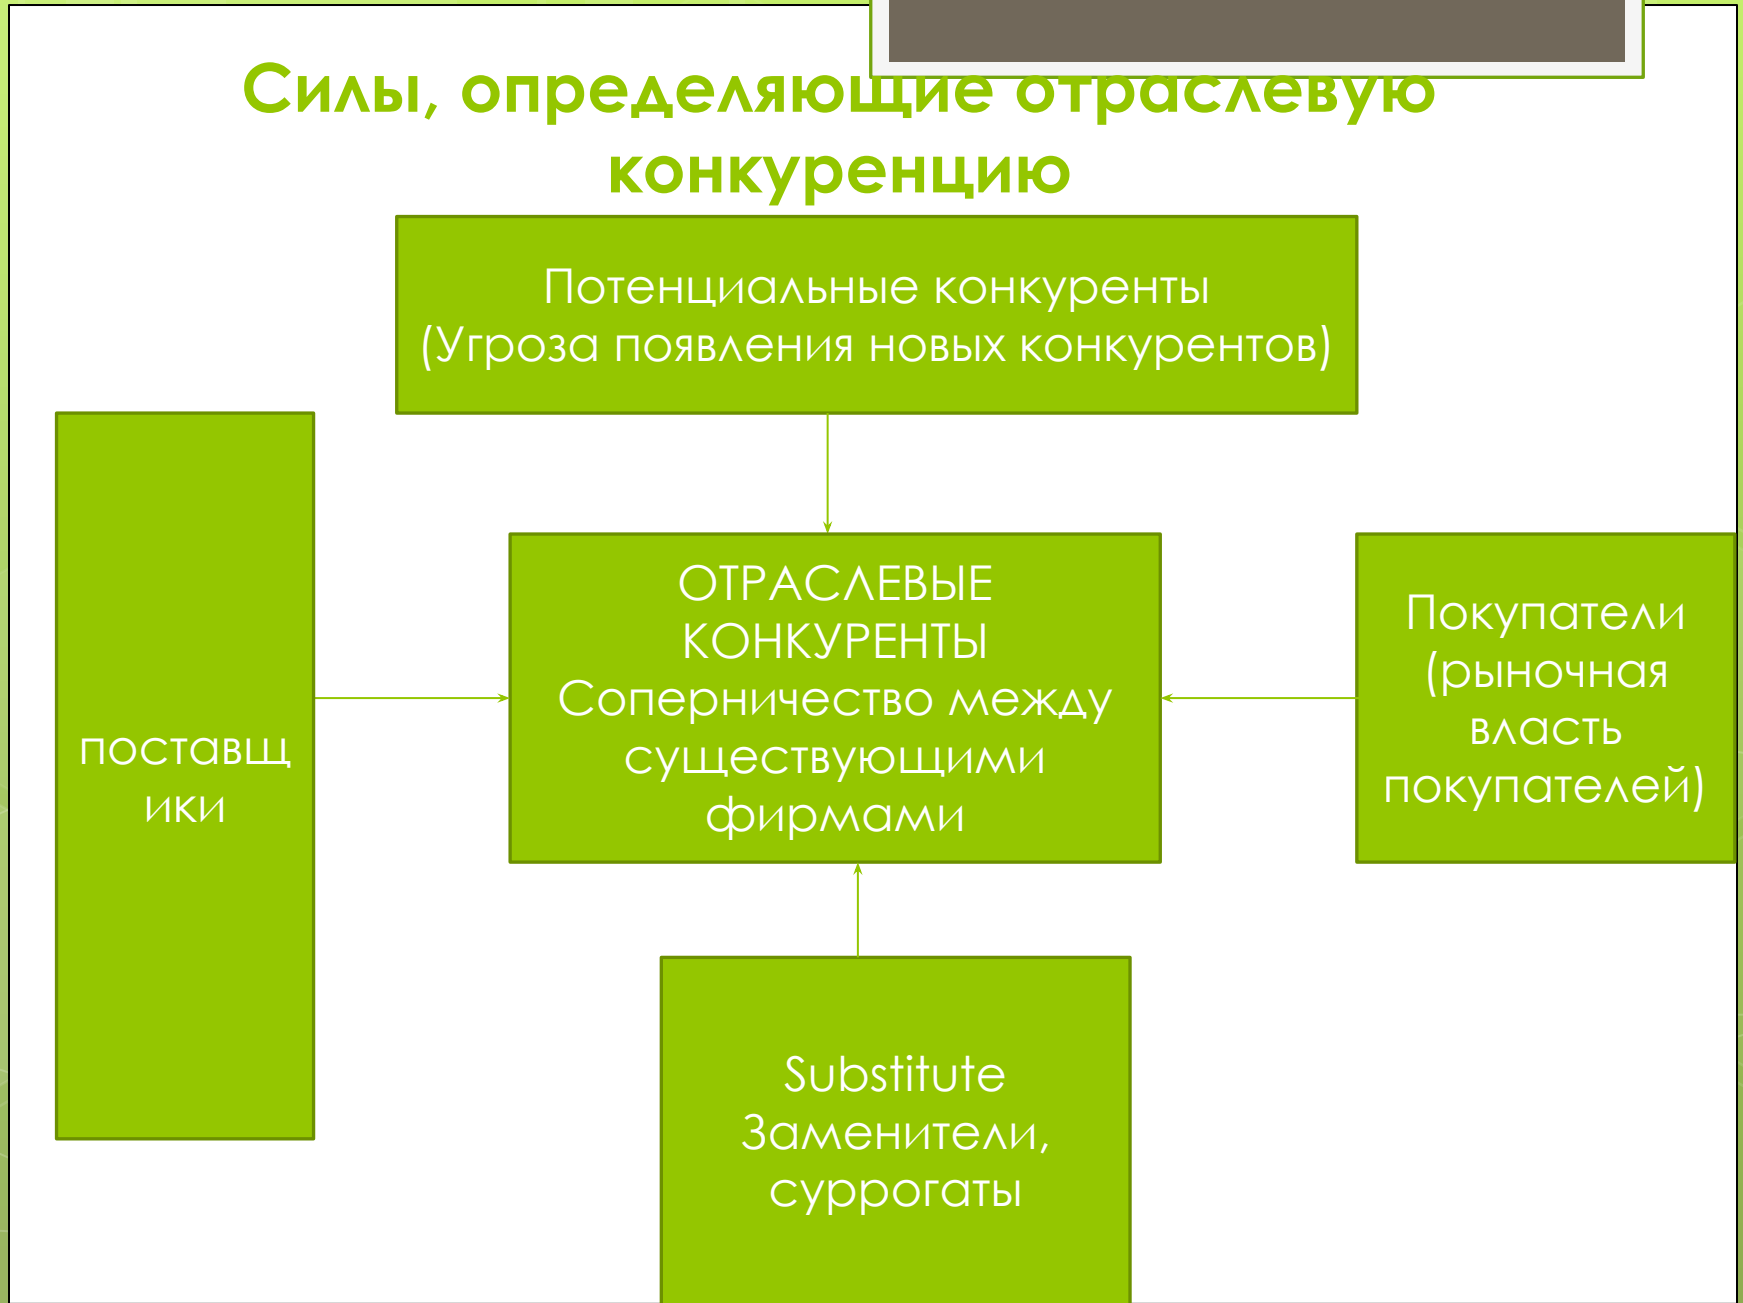 Силы, определяющие отраслевую
конкуренцию
Потенциальные конкуренты
(Угроза появления новых конкурентов)
поставщ
ики
ОТРАСЛЕВЫЕ
КОНКУРЕНТЫ
Соперничество между
существующими
фирмами
Покупатели
(рыночная
власть
покупателей)
Substitute
Заменители,
суррогаты